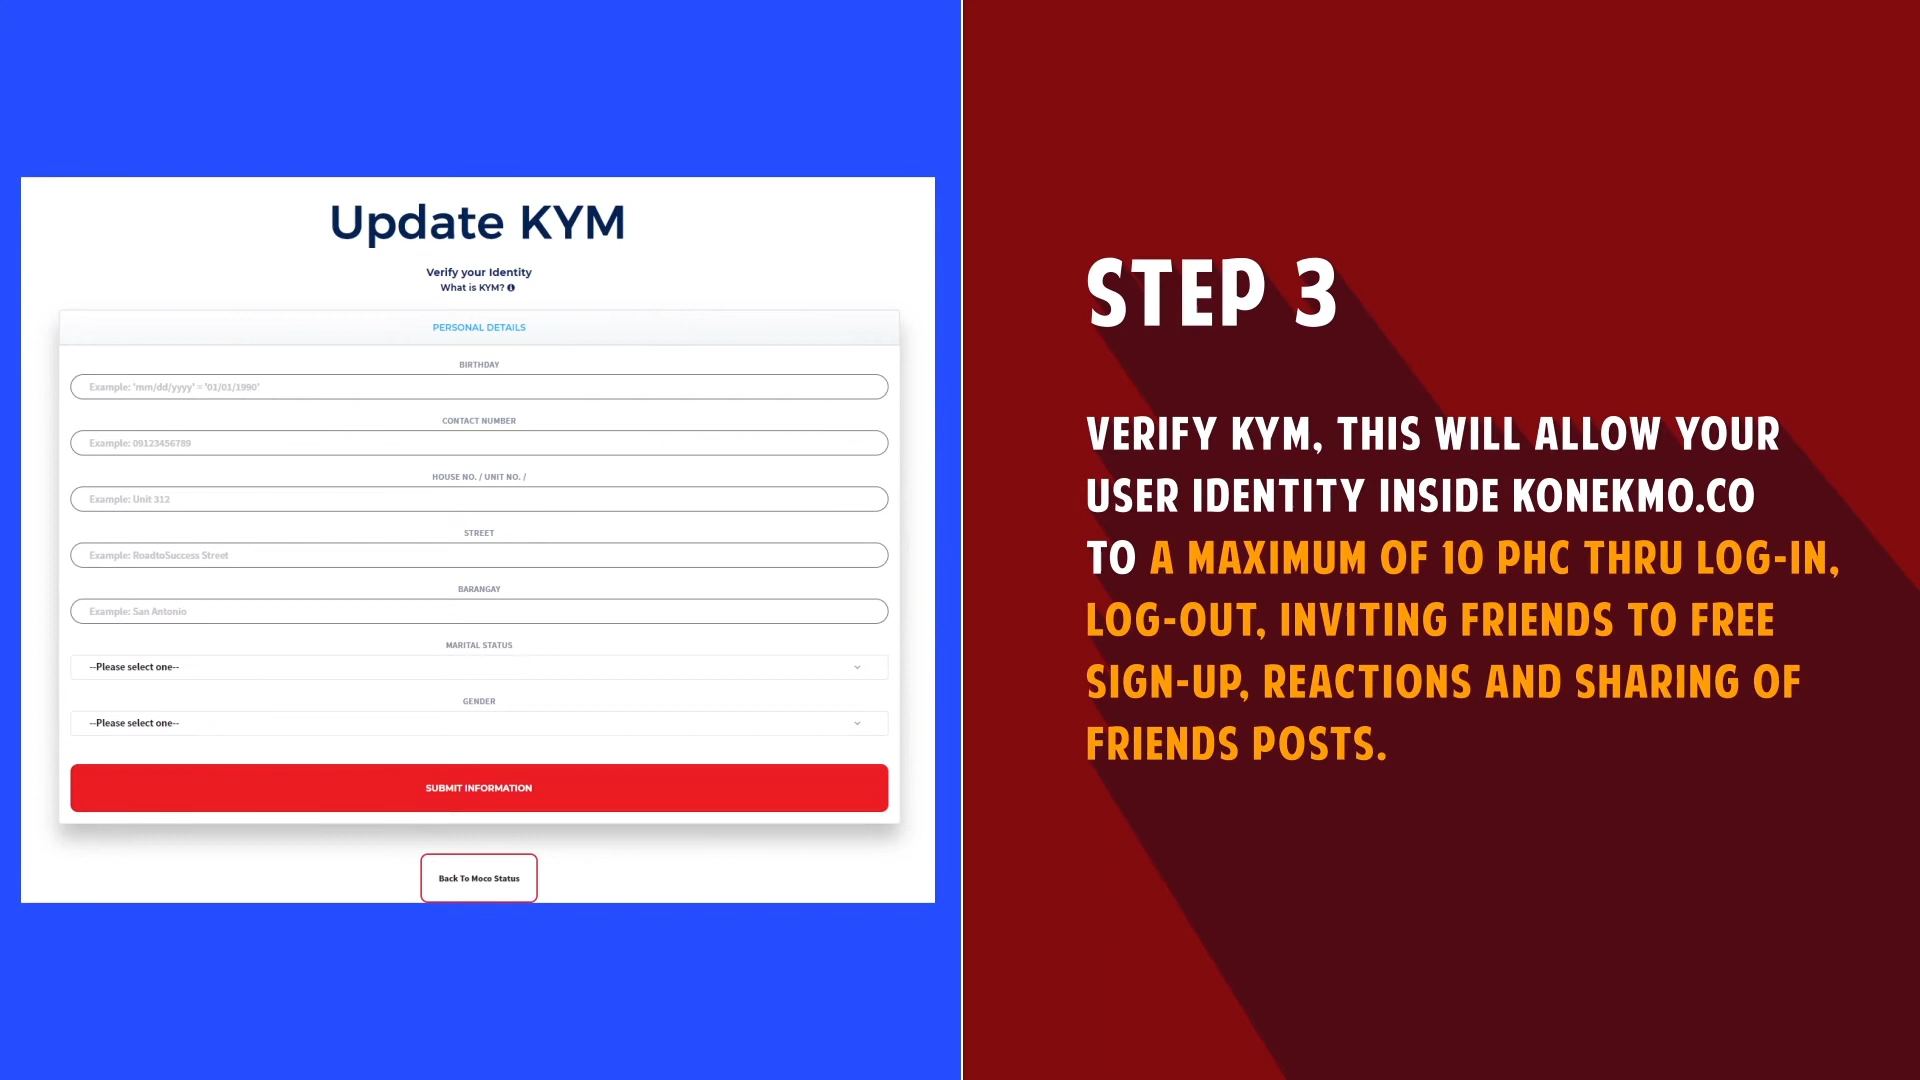 Update KYM
Verify your Identity
What is KYM?
PERSONAL DETAILS
BIRTHDAY
Example: 'mm/dd/yyyy' = '01/01/1990'
CONTACT NUMBER
Example: 09123456789
HOUSE NO. / UNIT NO. /
Example: Unit 312
STREET
Example: RoadtoSuccess Street
BARANGAY
Example: San Antonio
MARITAL STATUS
--Please select one--
GENDER
--Please select one--
SUBMIT INFORMATION
Back To Moco Status
STEP 3
VERIFY KYM, THIS WILL ALLOW YOUR
USER IDENTITY INSIDE KONEKMO.CO
TO A MAXIMUM OF 10 PHC THRU LOG-IN,
LOG-OUT, INVITING FRIENDS TO FREE
SIGN-UP, REACTIONS AND SHARING OF
FRIENDS POSTS.